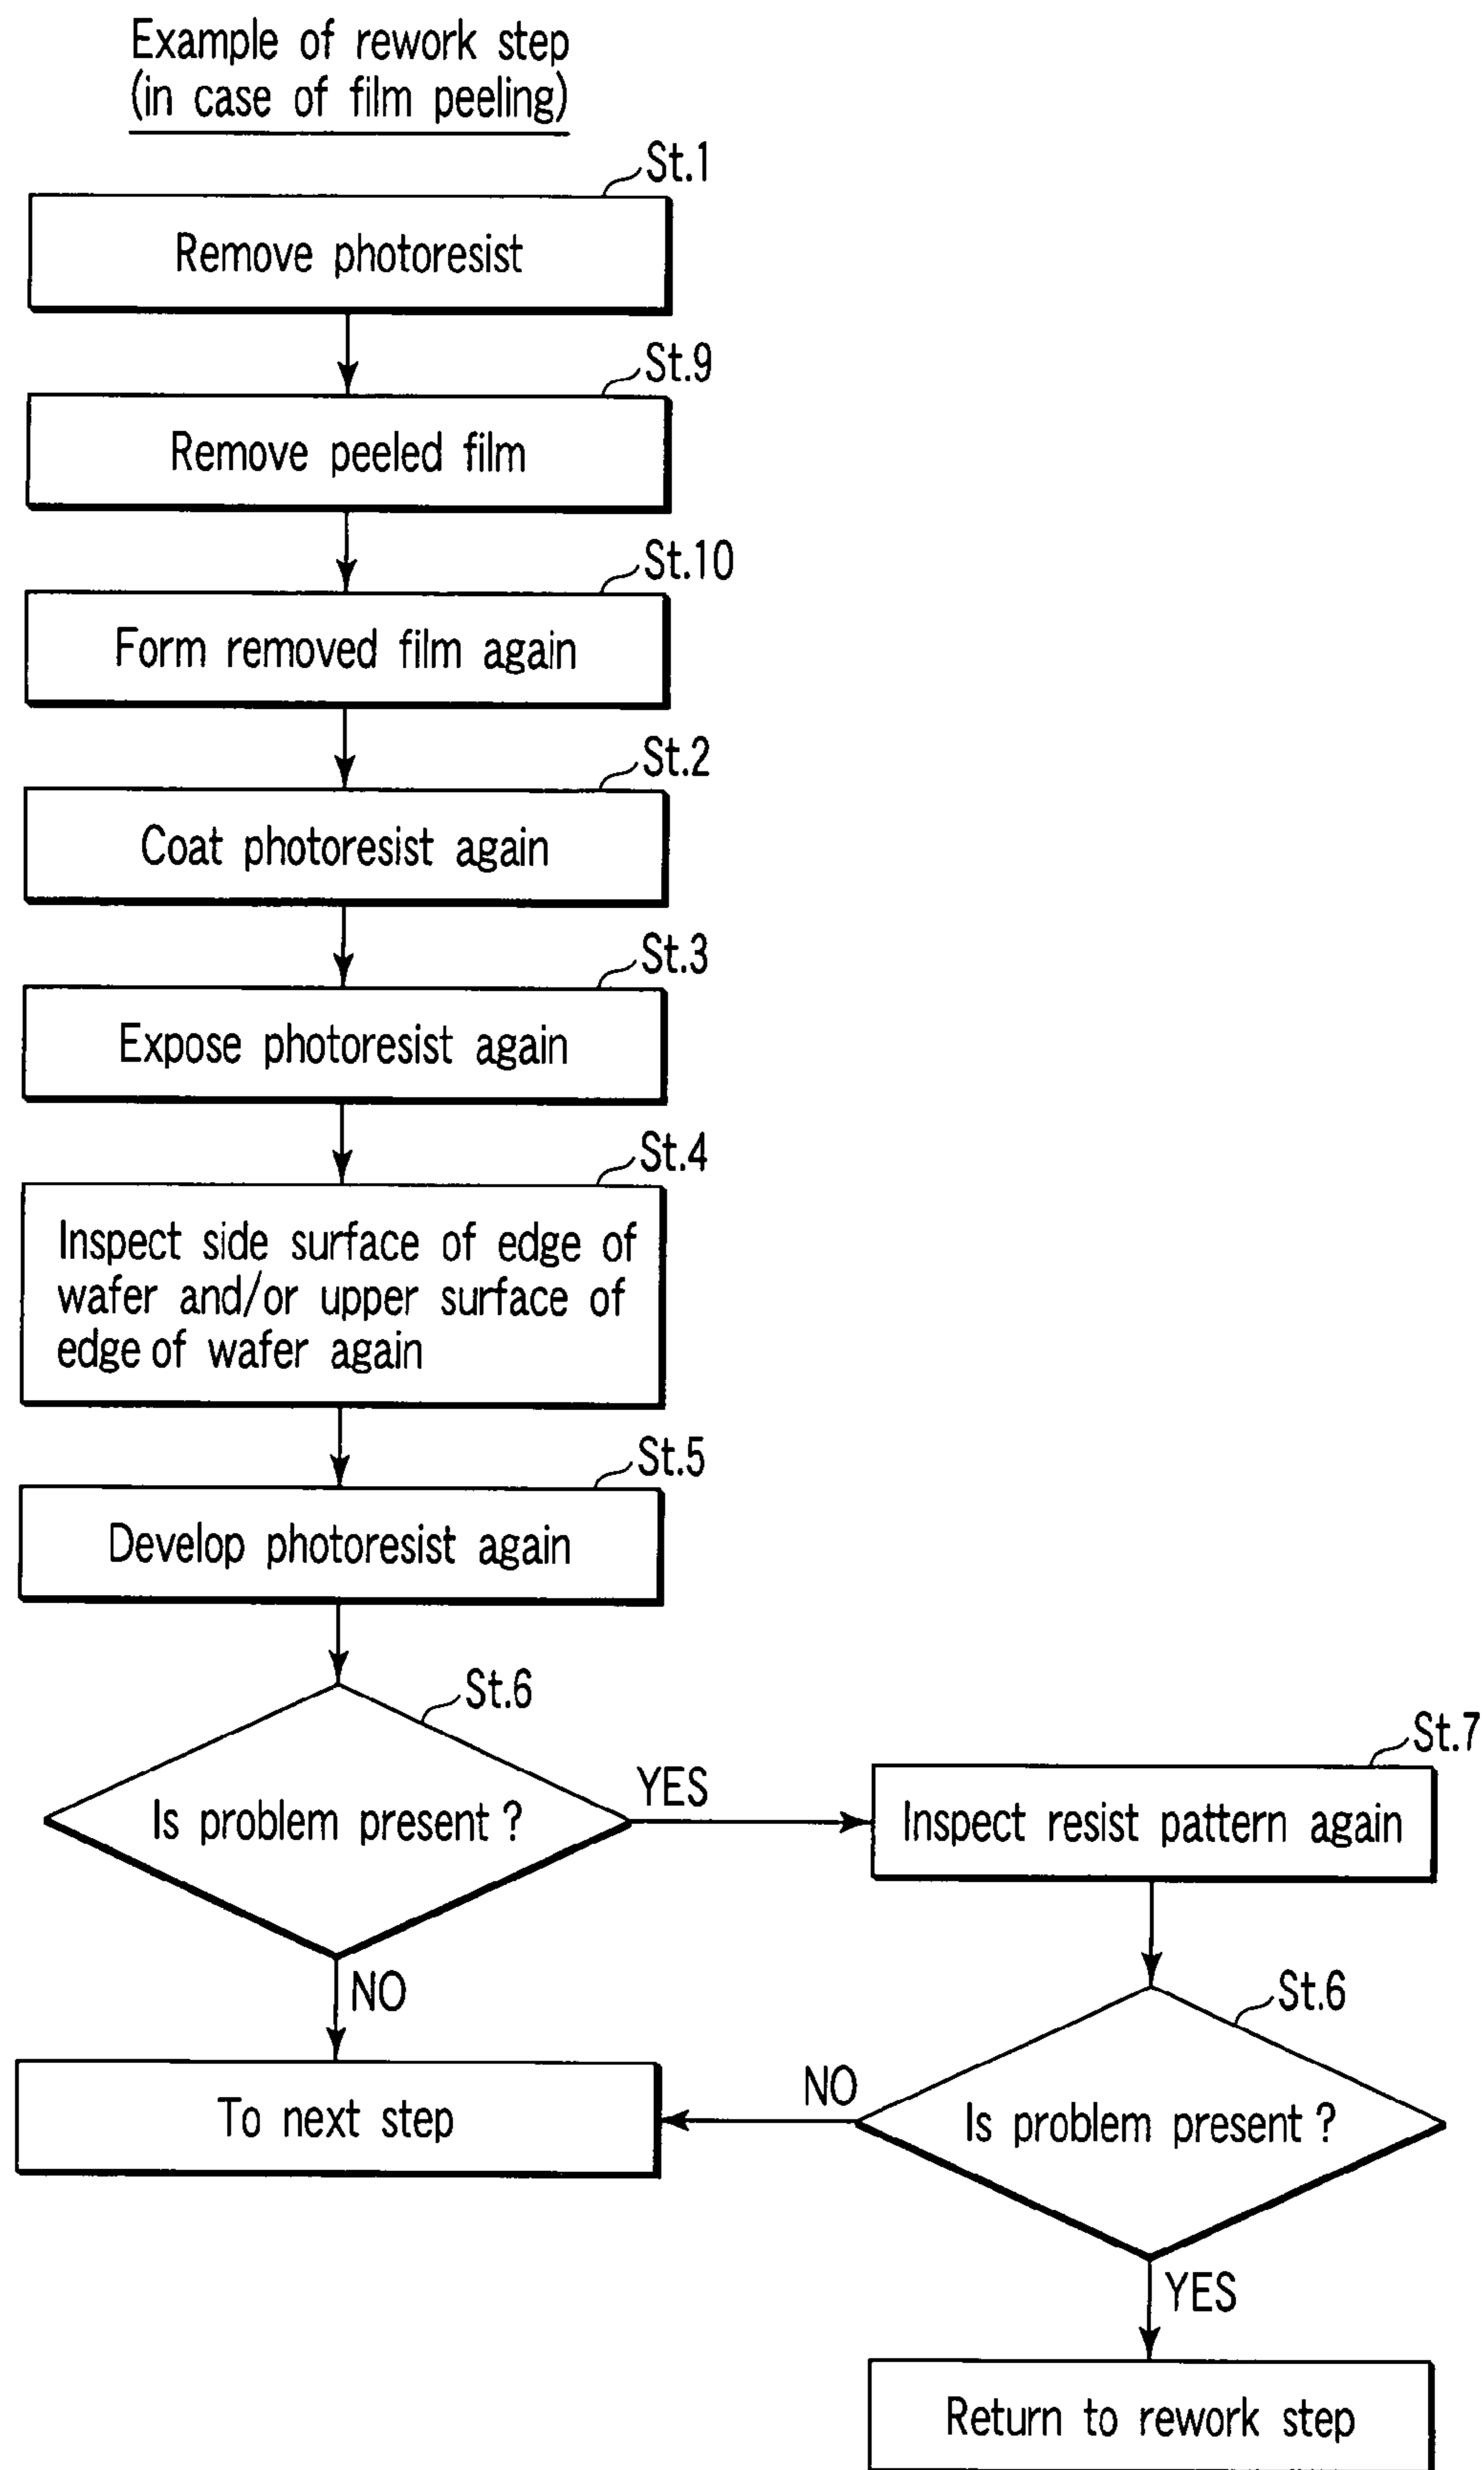 Example of rework step
(in case of film peeling)
St.1
Remove photoresist
St.9
Remove peeled film
St.10
Form removed film again
St.2
Coat photoresist again
St.3
Expose photoresist again
St.4
Inspect side surface of edge of
wafer and/or upper surface of
edge of wafer again
St.5
Develop photoresist again
St.6
Is problem present?
YES
St.7
Inspect resist pattern again
NO
St.6
Is problem present?
NO
To next step
YES
Return to rework step